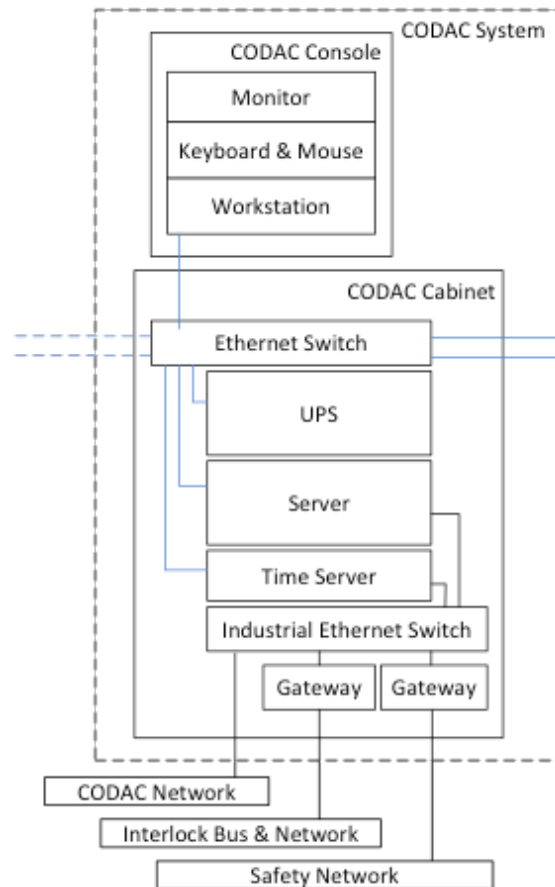 CODAC System
CODAC Console
Monitor
Keyboard & Mouse
Workstation
CODAC Cabinet
Ethernet Switch
UPS
Server
Time Server
Industrial Ethernet Switch
Gateway
Gateway
CODAC Network
Interlock Bus & Network
Safety Network